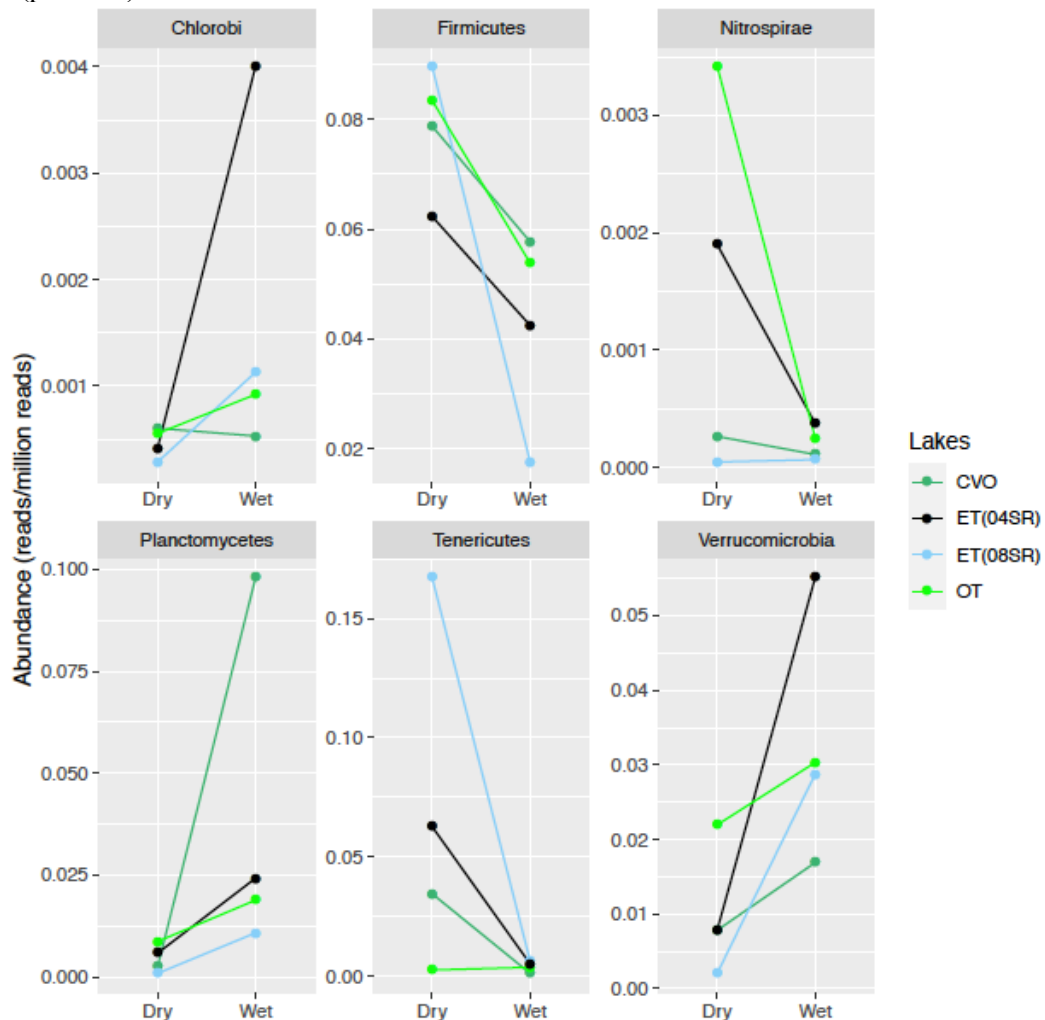 Chlorobi
Firmicutes
Nitrospirae
0.004
0.003
0.002
0.001
0.08
0.06
0.04
0.02
0.003
0.002
0.001
0.000
Dry Wet
Dry Wet
Dry Wet
Planctomycetes
Tenericutes
Verrucomicrobia
0.100
0.075
0.050
0.025
0.000
0.15
0.10
0.05
0.00
0.05
0.04
0.03
0.02
0.01
0.00
Dry Wet
Dry Wet
Dry Wet
Abundance (reads/million reads)
Lakes
CVO
ET(04SR)
ET(08SR)
OT